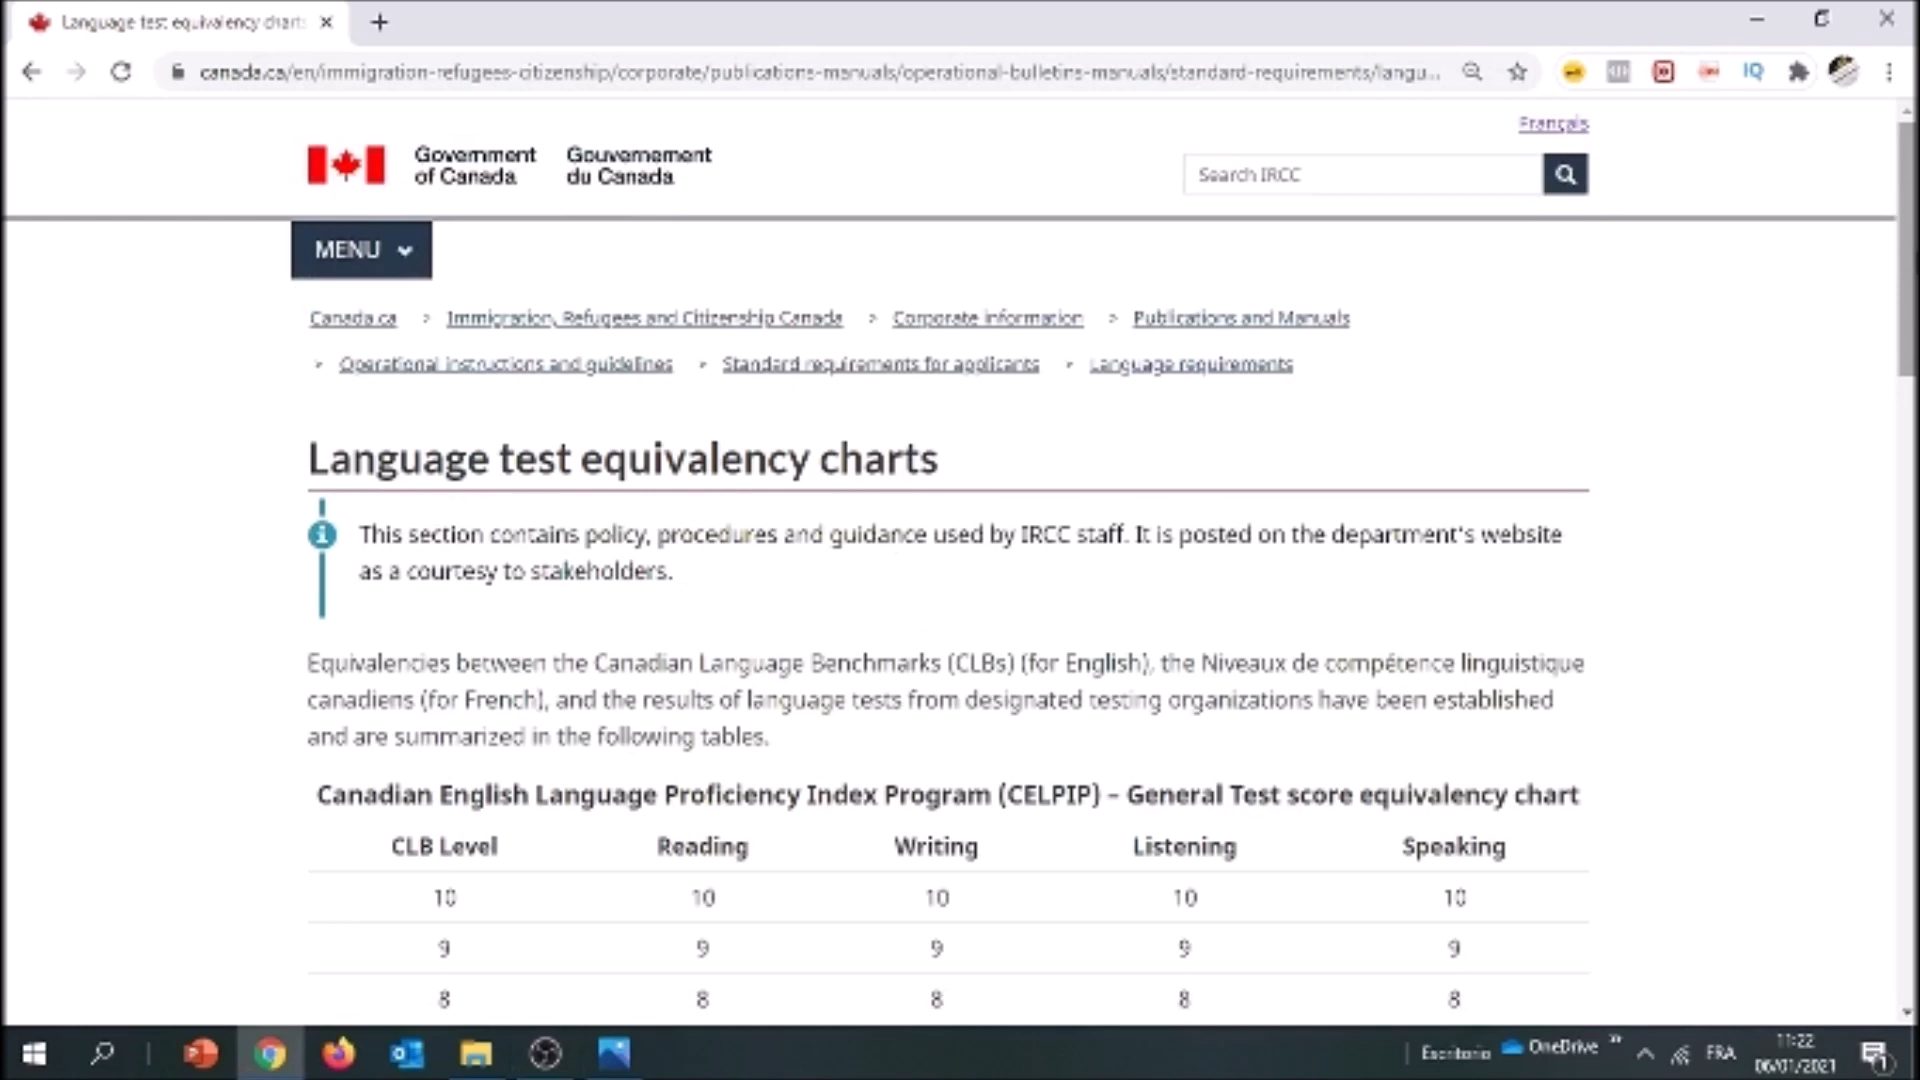 Language test equivalency charts
canada.ca/en/immigration-refugees-citizenship/corporate/publications-manuals/operational-bulletins-manuals/standard-requirements/langu...
IQ
Français
Government of Canada
Gouvernement du Canada
Search IRCC
MENU
Canada.ca > Immigration, Refugees and Citizenship Canada > Corporate information > Publications and Manuals
> Operational instructions and guidelines > Standard requirements for applicants > Language requirements
Language test equivalency charts
This section contains policy, procedures and guidance used by IRCC staff. It is posted on the department's website
as a courtesy to stakeholders.
Equivalencies between the Canadian Language Benchmarks (CLBs) (for English), the Niveaux de compétence linguistique
canadiens (for French), and the results of language tests from designated testing organizations have been established
and are summarized in the following tables.
Canadian English Language Proficiency Index Program (CELPIP) – General Test score equivalency chart
CLB Level Reading Writing Listening Speaking
10 10 10 10 10
9 9 9 9 9
8 8 8 8 8
Escritorio OneDrive FRA 11:22
06/01/2021 1